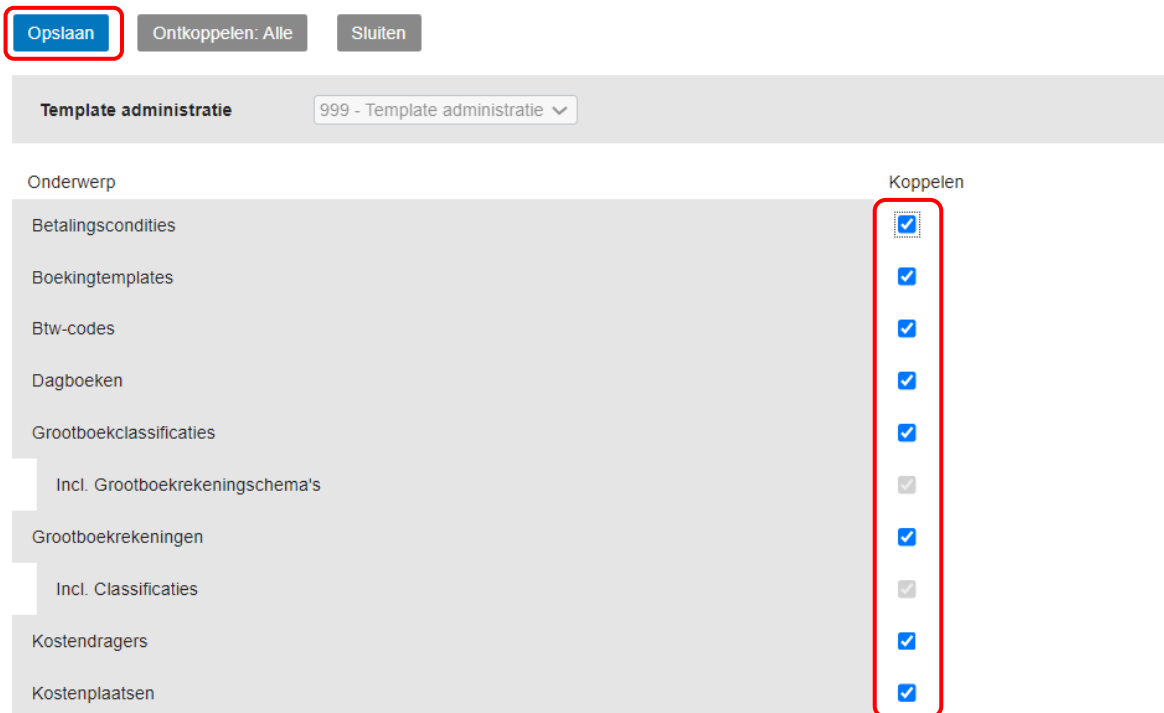 Opslaan Ontkoppelen: Alle Sluiten
Template administratie 999 - Template administratie
Onderwerp Koppelen
Betalingscondities
Boekingtemplates
Btw-codes
Dagboeken
Grootboekclassificaties
Incl. Grootboekrekeningschema's
Grootboekrekeningen
Incl. Classificaties
Kostendragers
Kostenplaatsen